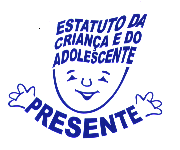 ESTATUTO DA
CRIANÇA E DO
ADOLESCENTE
PRESENTE